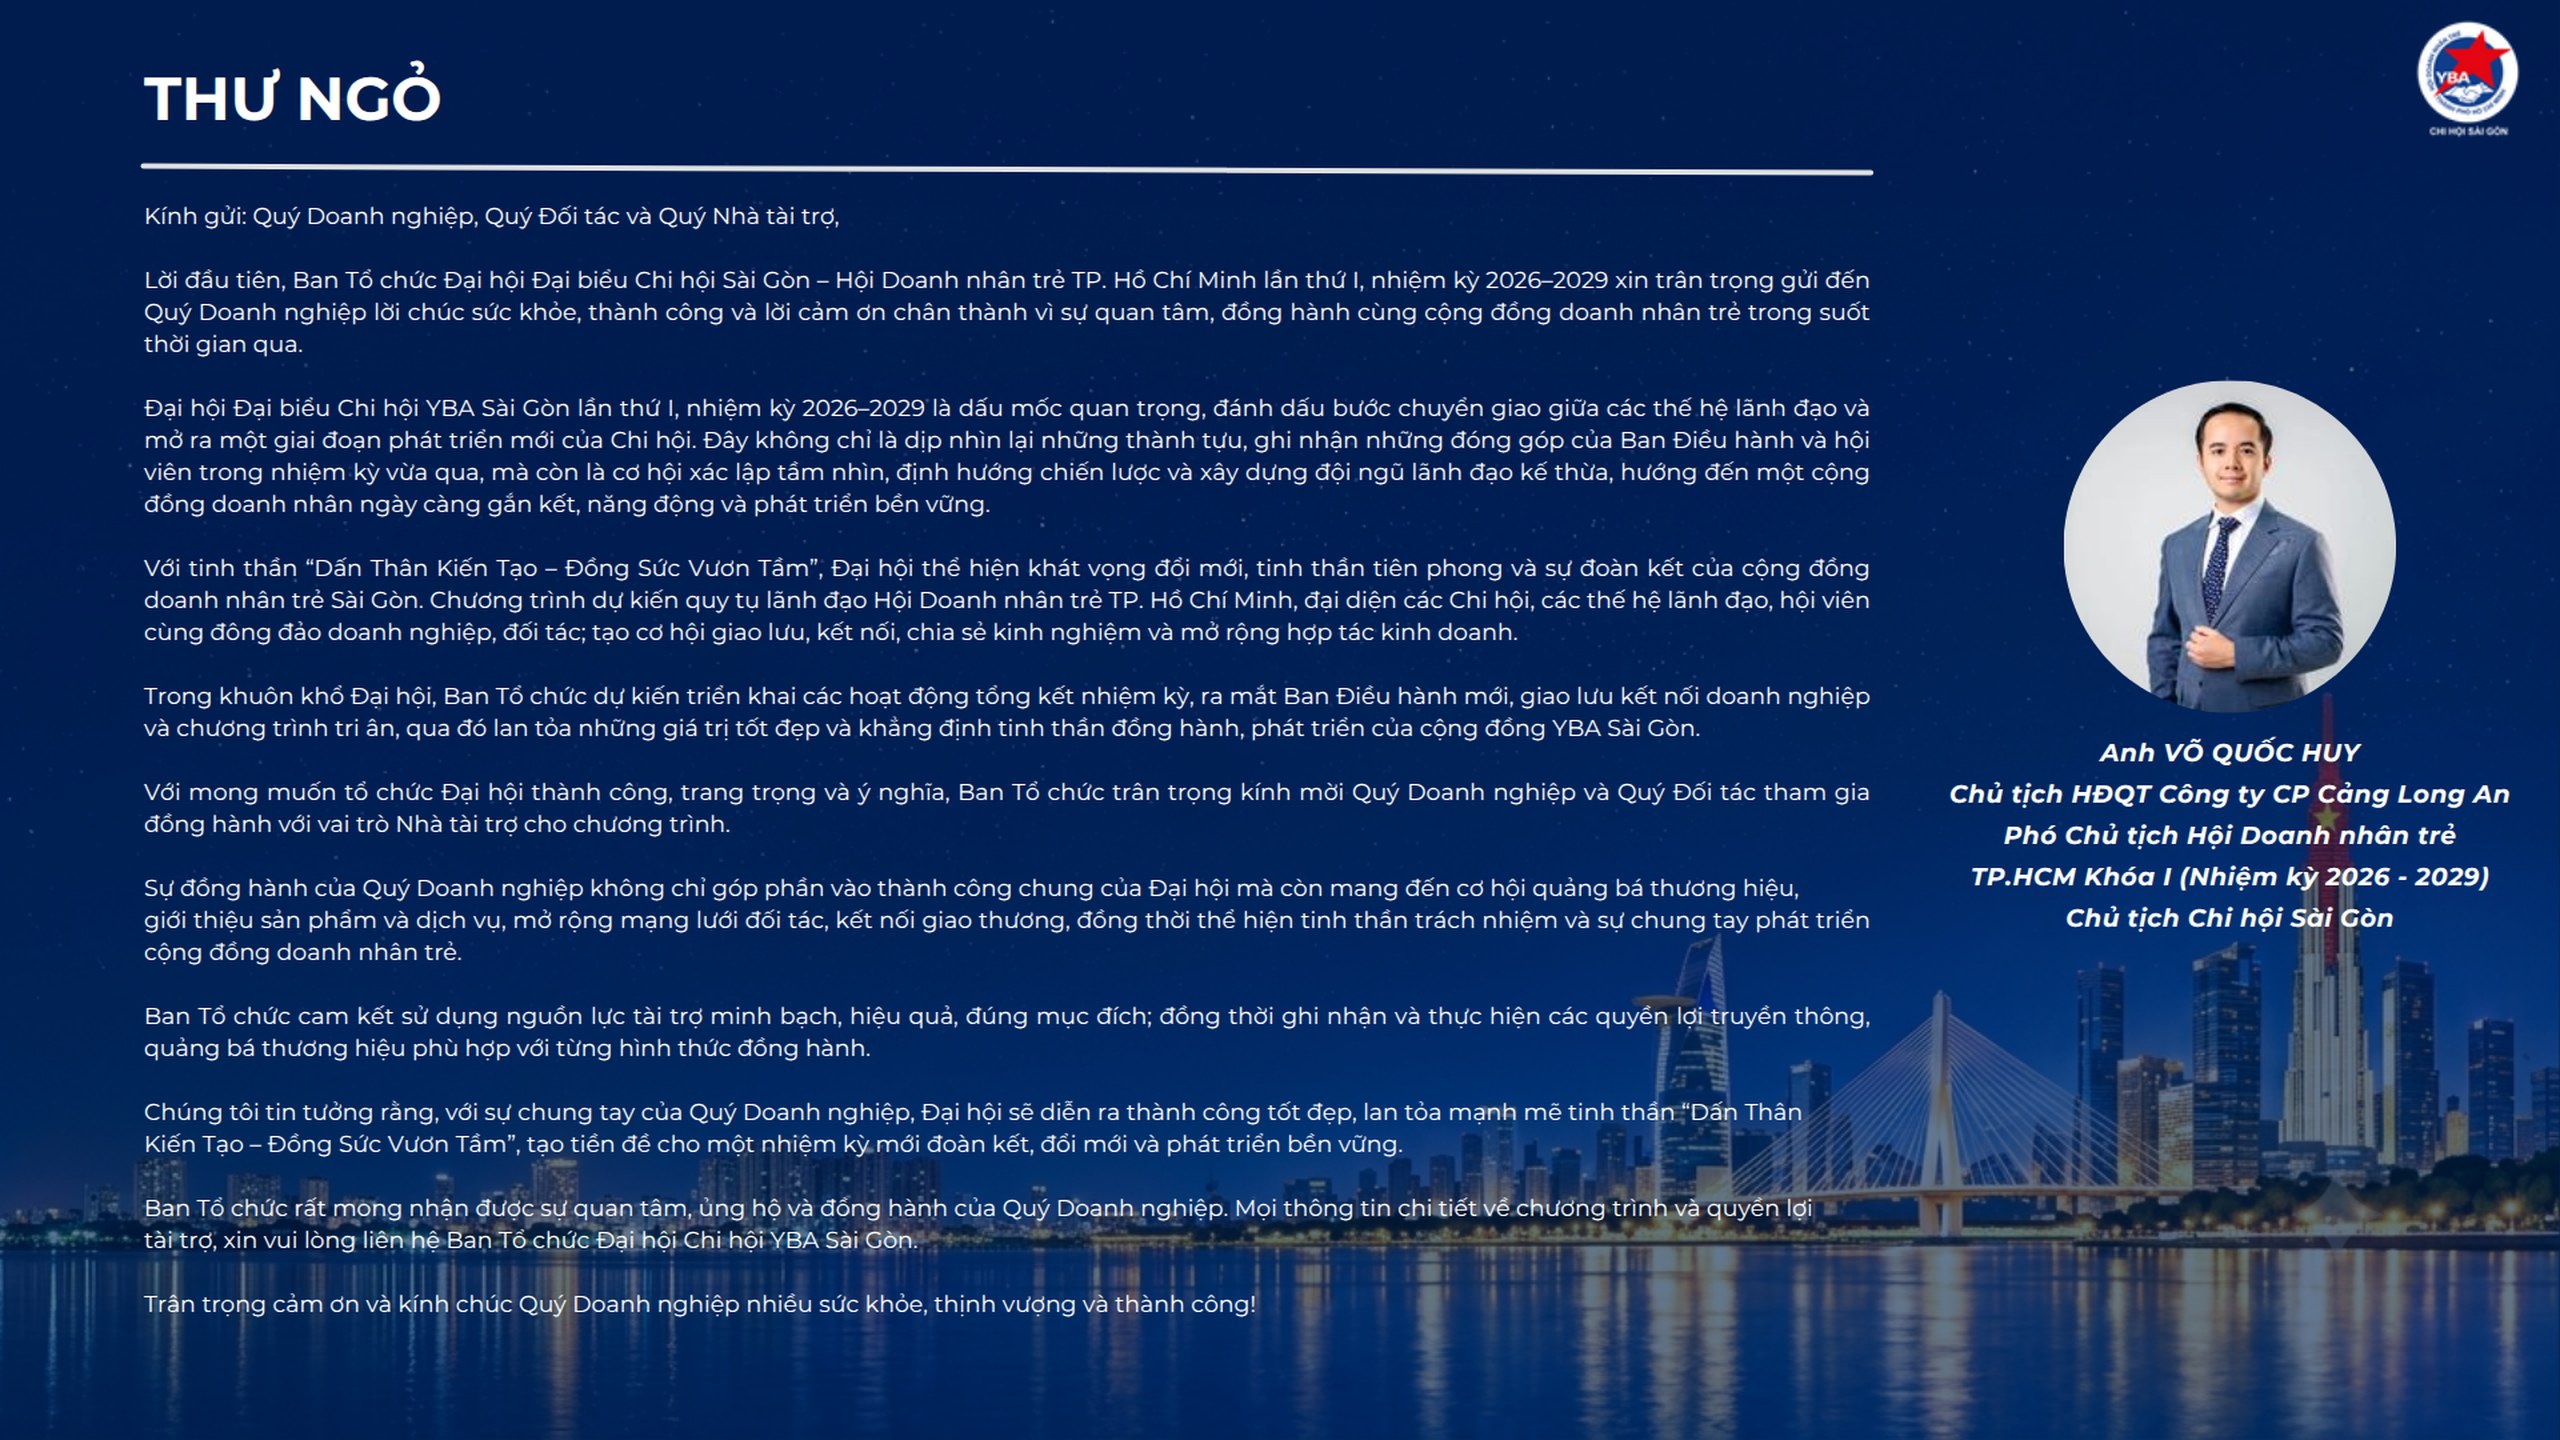 THƯ NGỎ
Kính gửi: Quý Doanh nghiệp, Quý Đối tác và Quý Nhà tài trợ,
Lời đầu tiên, Ban Tổ chức Đại hội Đại biểu Chi hội Sài Gòn – Hội Doanh nhân trẻ TP. Hồ Chí Minh lần thứ I, nhiệm kỳ 2026–2029 xin trân trọng gửi đến
Quý Doanh nghiệp lời chúc sức khỏe, thành công và lời cảm ơn chân thành vì sự quan tâm, đồng hành cùng cộng đồng doanh nhân trẻ trong suốt
thời gian qua.
Đại hội Đại biểu Chi hội YBA Sài Gòn lần thứ I, nhiệm kỳ 2026–2029 là dấu mốc quan trọng, đánh dấu bước chuyển giao giữa các thế hệ lãnh đạo và
mở ra một giai đoạn phát triển mới của Chi hội. Đây không chỉ là dịp nhìn lại những thành tựu, ghi nhận những đóng góp của Ban Điều hành và hội
viên trong nhiệm kỳ vừa qua, mà còn là cơ hội xác lập tầm nhìn, định hướng chiến lược và xây dựng đội ngũ lãnh đạo kế thừa, hướng đến một cộng
đồng doanh nhân ngày càng gắn kết, năng động và phát triển bền vững.
Với tinh thần “Dấn Thân Kiến Tạo – Đồng Sức Vươn Tầm”, Đại hội thể hiện khát vọng đổi mới, tinh thần tiên phong và sự đoàn kết của cộng đồng
doanh nhân trẻ Sài Gòn. Chương trình dự kiến quy tụ lãnh đạo Hội Doanh nhân trẻ TP. Hồ Chí Minh, đại diện các Chi hội, các thế hệ lãnh đạo, hội viên
cùng đông đảo doanh nghiệp, đối tác; tạo cơ hội giao lưu, kết nối, chia sẻ kinh nghiệm và mở rộng hợp tác kinh doanh.
Trong khuôn khổ Đại hội, Ban Tổ chức dự kiến triển khai các hoạt động tổng kết nhiệm kỳ, ra mắt Ban Điều hành mới, giao lưu kết nối doanh nghiệp
và chương trình tri ân, qua đó lan tỏa những giá trị tốt đẹp và khẳng định tinh thần đồng hành, phát triển của cộng đồng YBA Sài Gòn.
Với mong muốn tổ chức Đại hội thành công, trang trọng và ý nghĩa, Ban Tổ chức trân trọng kính mời Quý Doanh nghiệp và Quý Đối tác tham gia
đồng hành với vai trò Nhà tài trợ cho chương trình.
Sự đồng hành của Quý Doanh nghiệp không chỉ góp phần vào thành công chung của Đại hội mà còn mang đến cơ hội quảng bá thương hiệu,
giới thiệu sản phẩm và dịch vụ, mở rộng mạng lưới đối tác, kết nối giao thương, đồng thời thể hiện tinh thần trách nhiệm và sự chung tay phát triển
cộng đồng doanh nhân trẻ.
Ban Tổ chức cam kết sử dụng nguồn lực tài trợ minh bạch, hiệu quả, đúng mục đích; đồng thời ghi nhận và thực hiện các quyền lợi truyền thông,
quảng bá thương hiệu phù hợp với từng hình thức đồng hành.
Chúng tôi tin tưởng rằng, với sự chung tay của Quý Doanh nghiệp, Đại hội sẽ diễn ra thành công tốt đẹp, lan tỏa mạnh mẽ tinh thần “Dấn Thân
Kiến Tạo – Đồng Sức Vươn Tầm”, tạo tiền đề cho một nhiệm kỳ mới đoàn kết, đổi mới và phát triển bền vững.
Ban Tổ chức rất mong nhận được sự quan tâm, ủng hộ và đồng hành của Quý Doanh nghiệp. Mọi thông tin chi tiết về chương trình và quyền lợi
tài trợ, xin vui lòng liên hệ Ban Tổ chức Đại hội Chi hội YBA Sài Gòn.
Trân trọng cảm ơn và kính chúc Quý Doanh nghiệp nhiều sức khỏe, thịnh vượng và thành công!
HỘI DOANH NHÂN TRẺ
YBA
THÀNH PHỐ HỒ CHÍ MINH
CHI HỘI SÀI GÒN
Anh VÕ QUỐC HUY
Chủ tịch HĐQT Công ty CP Cảng Long An
Phó Chủ tịch Hội Doanh nhân trẻ
TP.HCM Khóa I (Nhiệm kỳ 2026 - 2029)
Chủ tịch Chi hội Sài Gòn